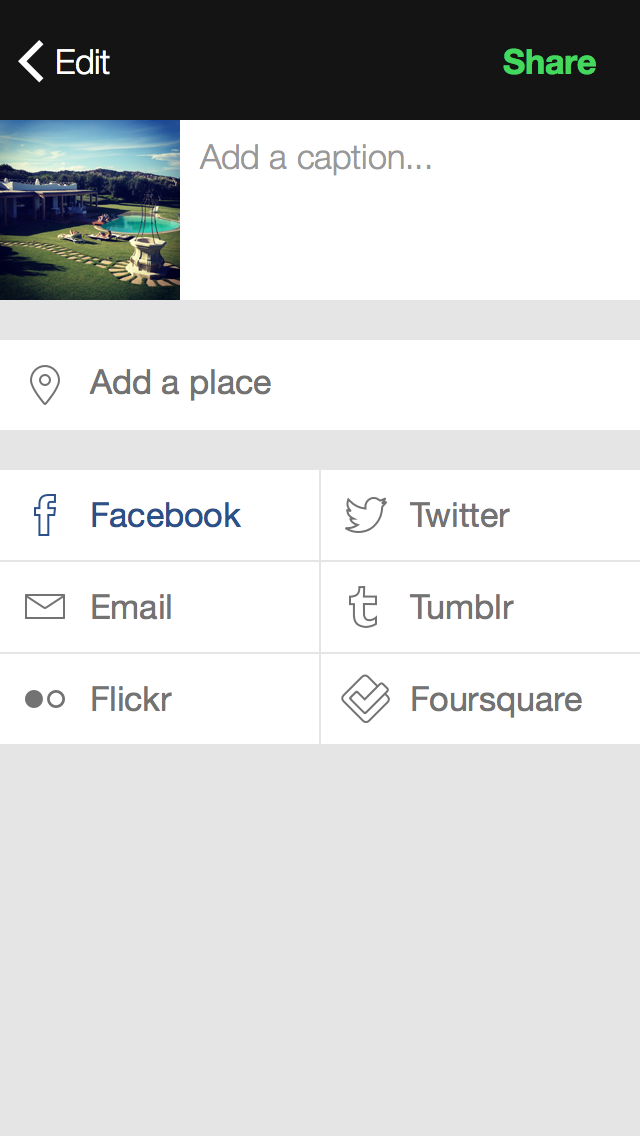 Edit
Share
Add a caption...
Add a place
Facebook
Twitter
Email
Tumblr
Flickr
Foursquare